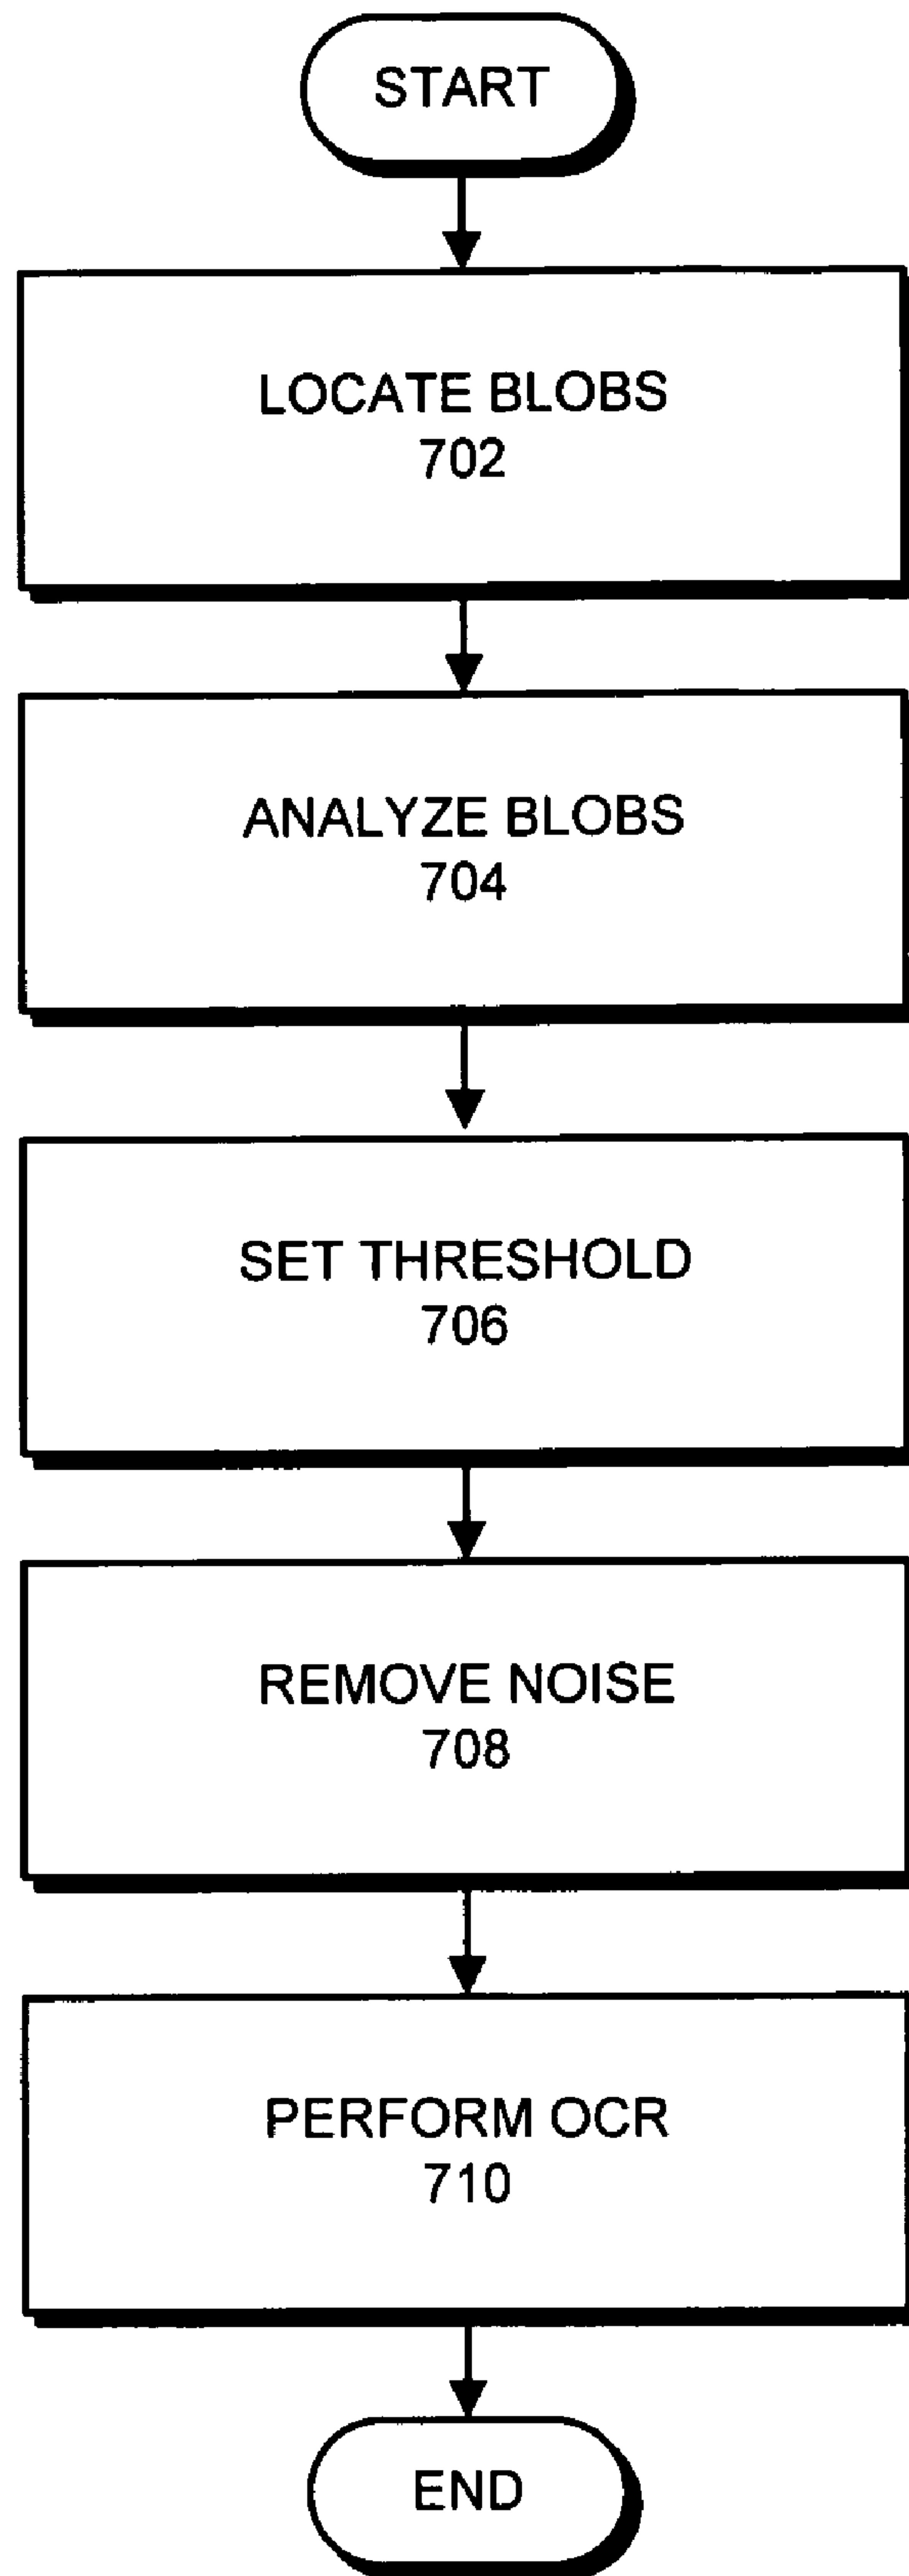 START
LOCATE BLOBS
702
ANALYZE BLOBS
704
SET THRESHOLD
706
REMOVE NOISE
708
PERFORM OCR
710
END